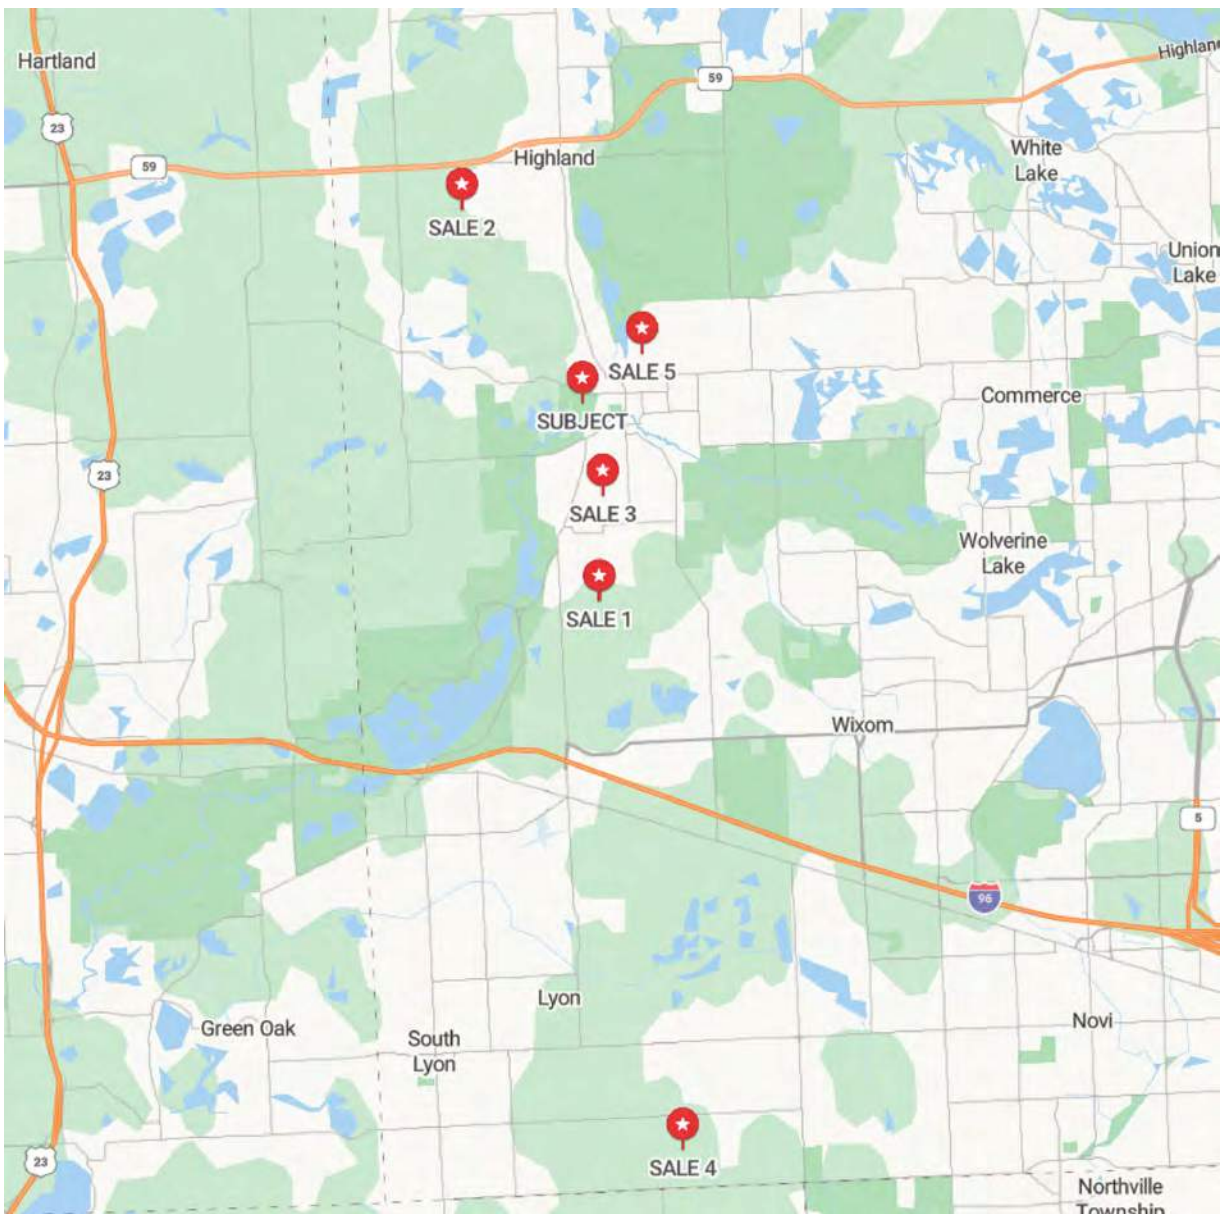 Hartland
59
Highland
23
59
Highland
White
Lake
SALE 2
Union
Lake
SALE 5
SUBJECT
Commerce
23
SALE 3
Wolverine
Lake
SALE 1
Wixom
5
96
Lyon
Novi
Green Oak
South
Lyon
SALE 4
23
Northville
Township